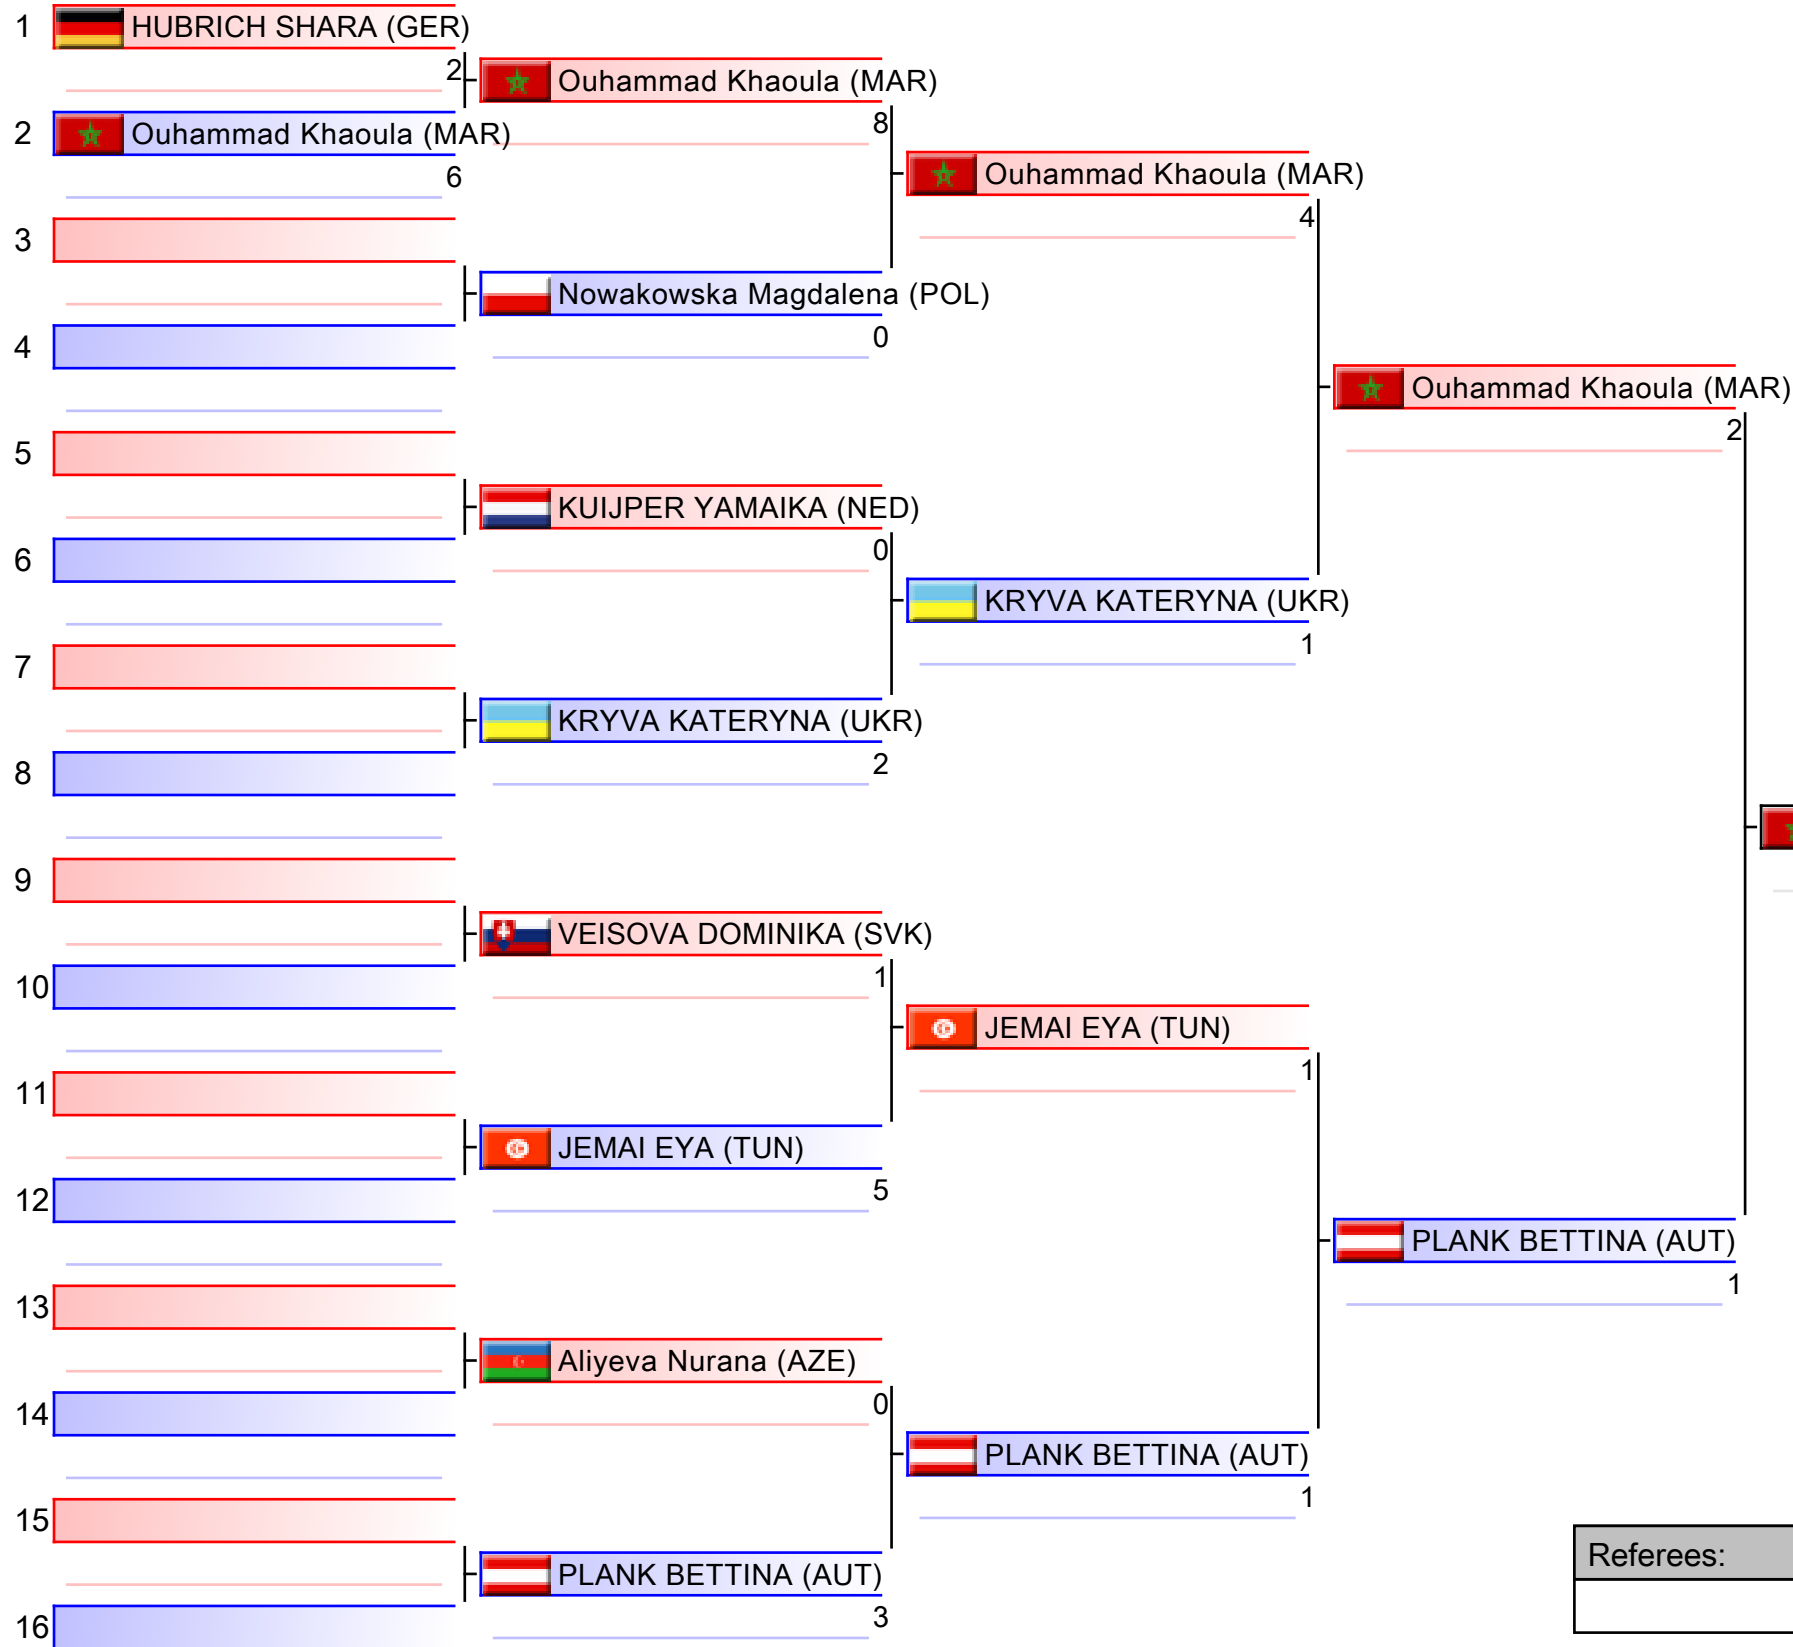 1 HUBRICH SHARA (GER)
2
Ouhammad Khaoula (MAR)
2 Ouhammad Khaoula (MAR)
8
Ouhammad Khaoula (MAR)
6
4
3
Nowakowska Magdalena (POL)
0
4
Ouhammad Khaoula (MAR)
2
5
KUIJPER YAMAIKA (NED)
0
6
KRYVA KATERYNA (UKR)
1
7
KRYVA KATERYNA (UKR)
2
8
9
VEISOVA DOMINIKA (SVK)
1
10
JEMAI EYA (TUN)
1
11
JEMAI EYA (TUN)
5
12
PLANK BETTINA (AUT)
1
13
Aliyeva Nurana (AZE)
0
14
PLANK BETTINA (AUT)
1
15
Referees:
PLANK BETTINA (AUT)
3
16